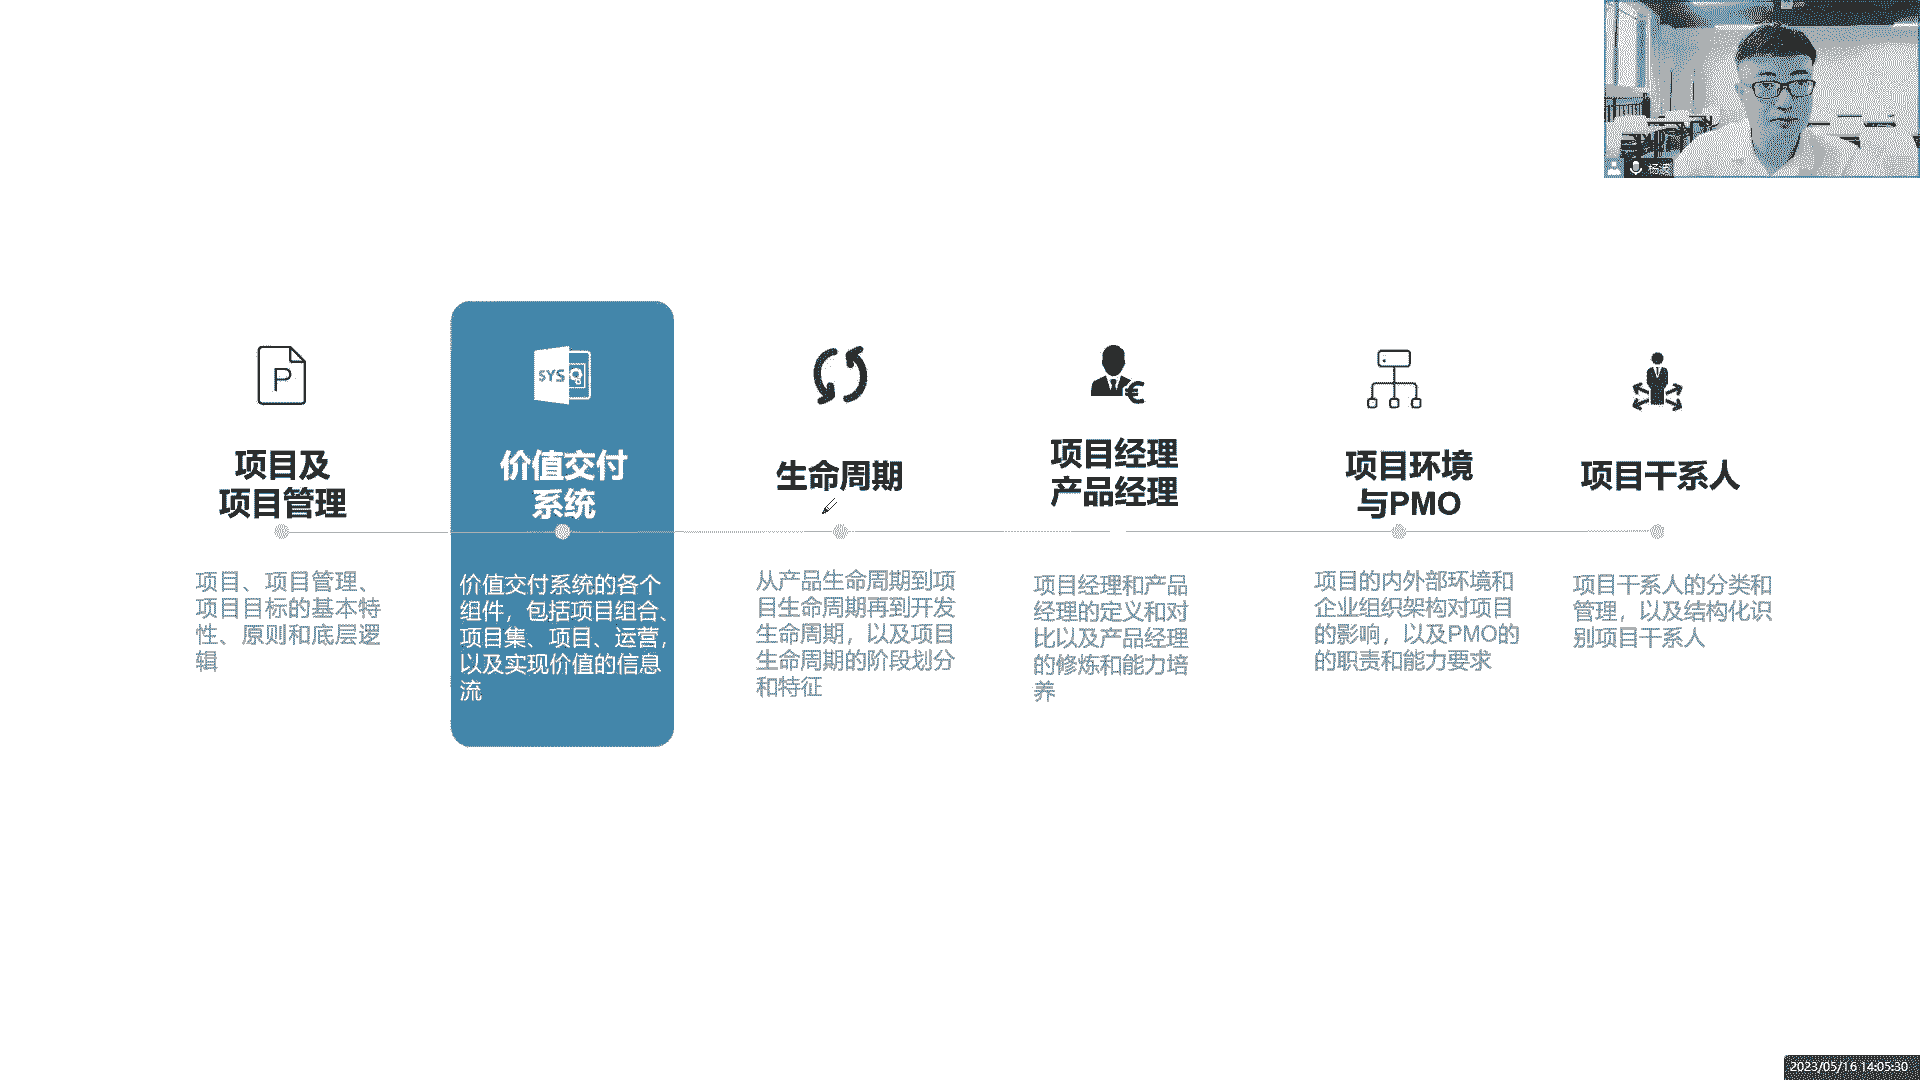 杨波
P
项目及
项目管理
项目、项目管理、
项目目标的基本特
性、原则和底层逻
辑
SYS
价值交付
系统
价值交付系统的各个
组件，包括项目组合、
项目集、项目、运营，
以及实现价值的信息
流
生命周期
从产品生命周期到项
目生命周期再到开发
生命周期，以及项目
生命周期的阶段划分
和特征
项目经理
产品经理
项目经理和产品
经理的定义和对
比以及产品经理
的修炼和能力培
养
项目环境
与PMO
项目的内外部环境和
企业组织架构对项目
的影响，以及PMO的
的职责和能力要求
项目干系人
项目干系人的分类和
管理，以及结构化识
别项目干系人
2023/05/16 14:05:30